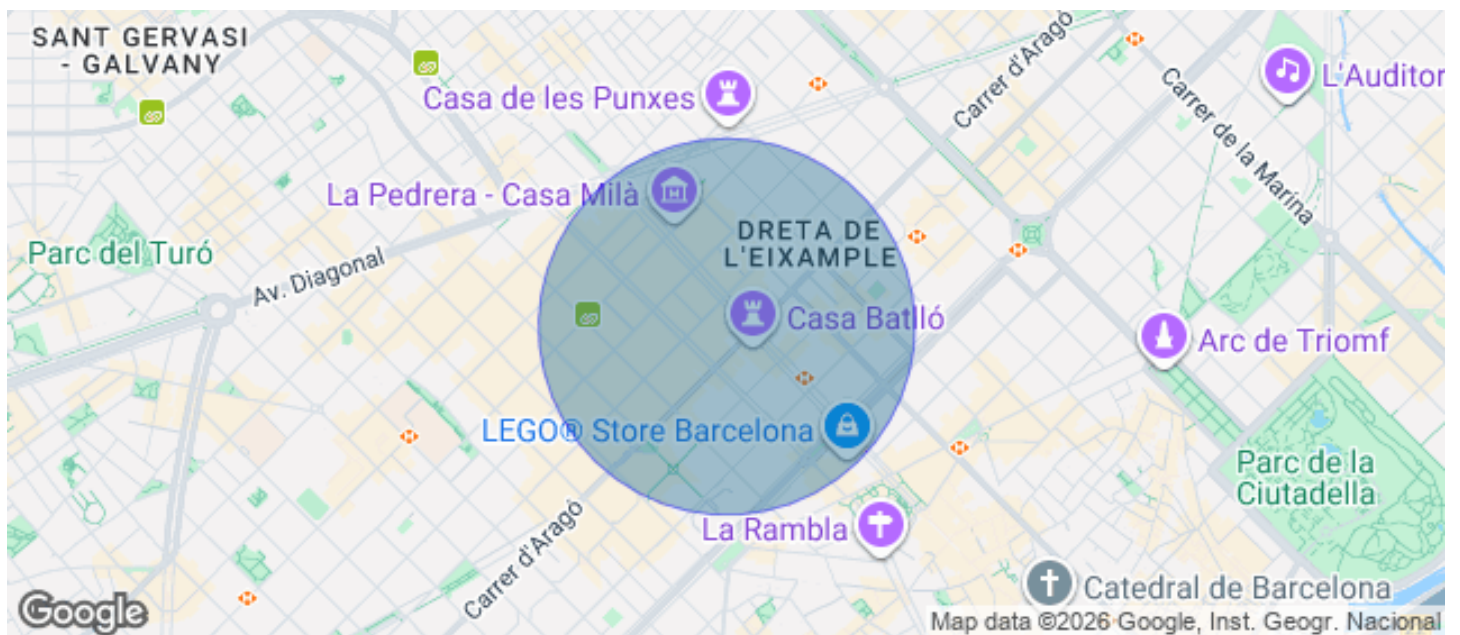 SANT GERVASI
- GALVANY
Casa de les Punxes
Carrer d'Aragó
L'Auditor
Carrer de la Marina
La Pedrera - Casa Milà
DRETA DE
L'EIXAMPLE
Parc del Turó
Av. Diagonal
Casa Batlló
Arc de Triomf
LEGO® Store Barcelona
Parc de la
Ciutadella
La Rambla
Carrer d'Aragó
Catedral de Barcelona
Google
Map data ©2026 Google, Inst. Geogr. Nacional